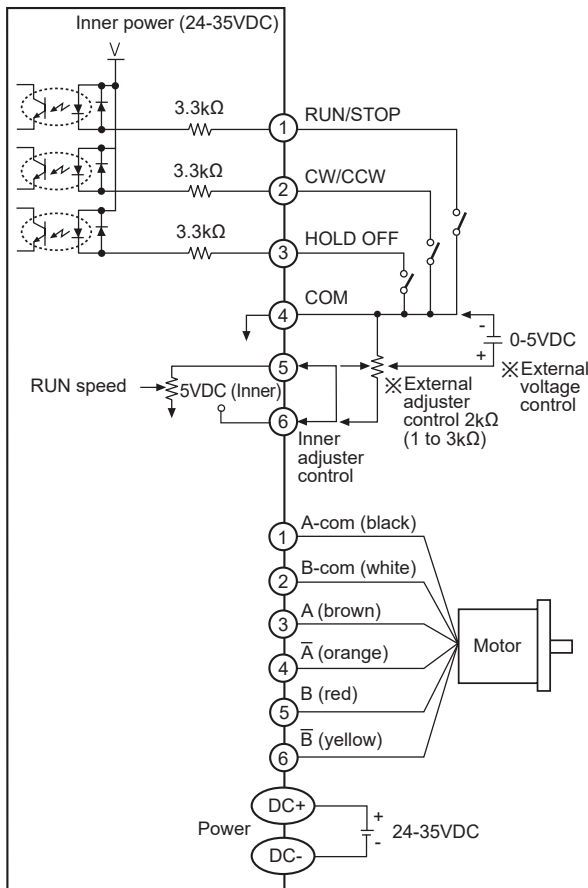 Inner power (24-35VDC)
V
3.3kΩ
1
RUN/STOP
3.3kΩ
2
CW/CCW
3.3kΩ
3
HOLD OFF
4
COM
-
0-5VDC
+
5
RUN speed
5VDC (Inner)
6
Inner
adjuster
control
※External
adjuster
control 2kΩ
(1 to 3kΩ)
※External
voltage
control
1
A-com (black)
2
B-com (white)
3
A (brown)
4
A̅ (orange)
5
B (red)
6
B̅ (yellow)
Motor
Power
DC+
DC-
+
-
24-35VDC